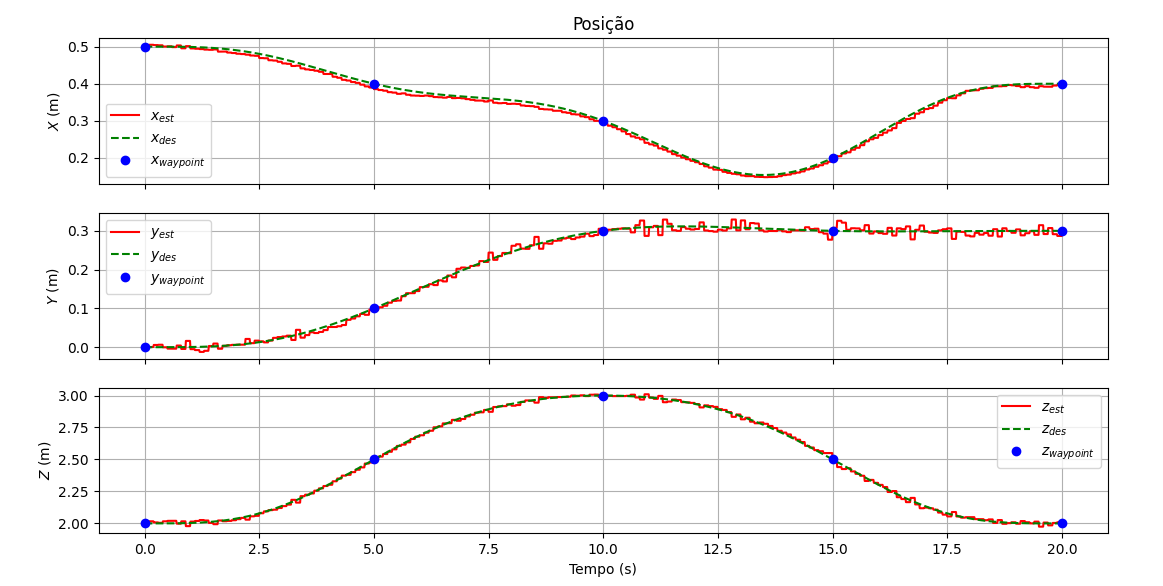 Posição
0.5
0.4
0.3
0.2
X (m)
x_est
x_des
x_waypoint
0.3
0.2
0.1
0.0
Y (m)
y_est
y_des
y_waypoint
3.00
2.75
2.50
2.25
2.00
Z (m)
z_est
z_des
z_waypoint
0.0 2.5 5.0 7.5 10.0 12.5 15.0 17.5 20.0
Tempo (s)